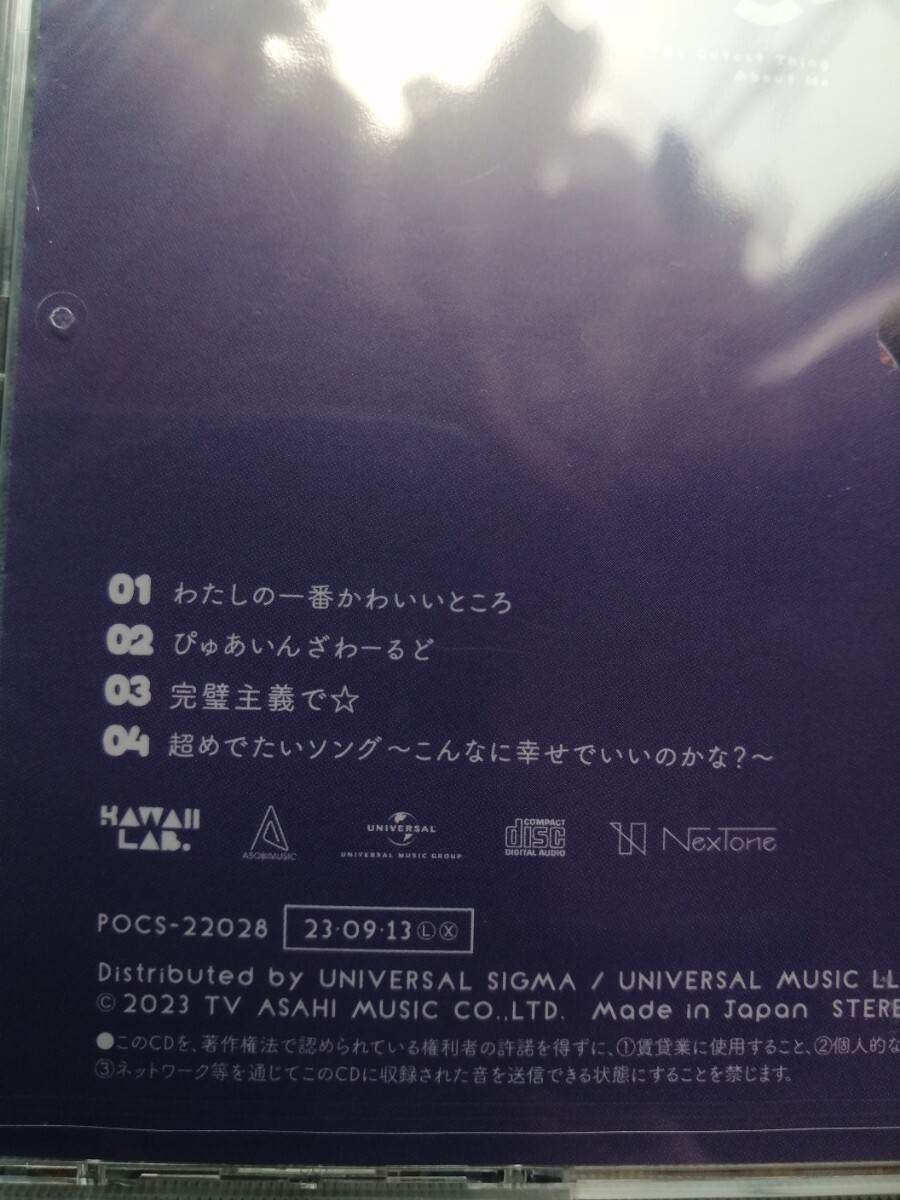 Cutest Thing
About Me
01 わたしの一番かわいいところ
02 ぴゅあいんざわーるど
03 完璧主義で☆
04 超めでたいソング〜こんなに幸せでいいのかな?〜
KAWAII
LAB.
ASOBIMUSIC
UNIVERSAL
UNIVERSAL MUSIC GROUP
COMPACT
disc
DIGITAL AUDIO
NexTone
POCS-22028 23·09·13ⓁⓍ
Distributed by UNIVERSAL SIGMA / UNIVERSAL MUSIC LL
© 2023 TV ASAHI MUSIC CO.,LTD. Made in Japan STERE
●このCDを、著作権法で認められている権利者の許諾を得ずに、①賃貸業に使用すること、②個人的な
③ネットワーク等を通じてこのCDに収録された音を送信できる状態にすることを禁じます。